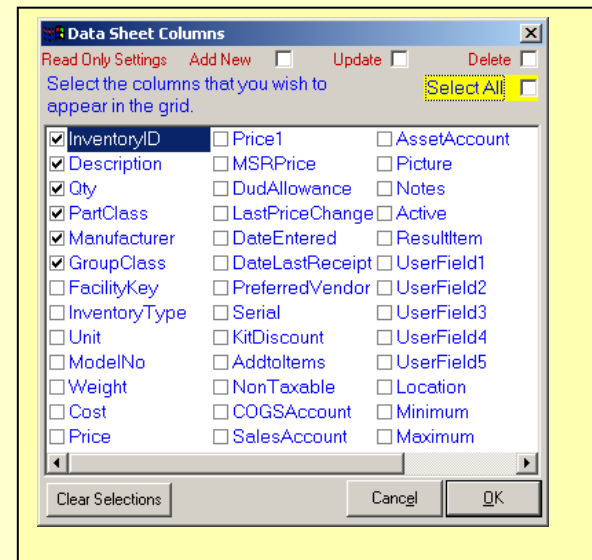 Data Sheet Columns
Read Only Settings Add New Update Delete
Select the columns that you wish to
appear in the grid.
Select All
InventoryID Price1 AssetAccount
Description MSRPrice Picture
Qty DudAllowance Notes
PartClass LastPriceChange Active
Manufacturer DateEntered ResultItem
GroupClass DateLastReceipt UserField1
FacilityKey PreferredVendor UserField2
InventoryType Serial UserField3
Unit KitDiscount UserField4
ModelNo AddtoItems UserField5
Weight NonTaxable Location
Cost COGSAccount Minimum
Price SalesAccount Maximum
Clear Selections Cancel OK